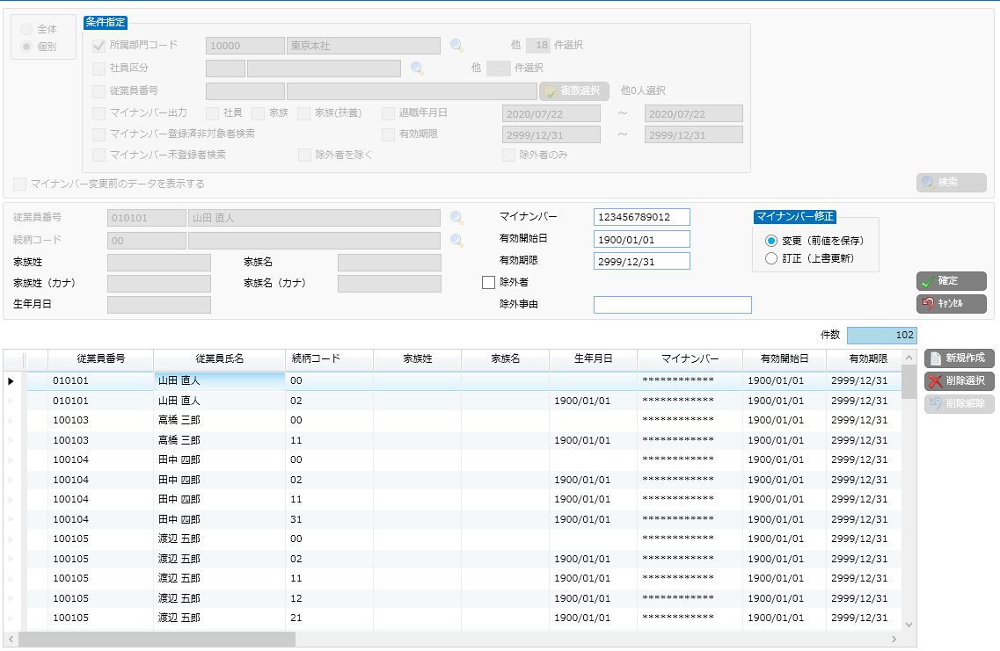 全体
個別
条件指定
所属部門コード 10000 東京本社 他 18 件選択
社員区分 他 件選択
従業員番号 複数選択 他0人選択
マイナンバー出力 社員 家族 家族(扶養) 退職年月日 2020/07/22 ～ 2020/07/22
マイナンバー登録済非対象者検索 有効期限 2999/12/31 ～ 2999/12/31
マイナンバー未登録者検索 除外者を除く 除外者のみ
マイナンバー変更前のデータを表示する 検索
従業員番号 010101 山田 直人
続柄コード 00
家族姓 家族名
家族姓（カナ） 家族名（カナ）
生年月日
マイナンバー 123456789012
有効開始日 1900/01/01
有効期限 2999/12/31
除外者
除外事由
マイナンバー修正
変更（前値を保存）
訂正（上書更新）
確定
ｷｬﾝｾﾙ
件数 102
従業員番号 従業員氏名 続柄コード 家族姓 家族名 生年月日 マイナンバー 有効開始日 有効期限
010101 山田 直人 00 ************ 1900/01/01 2999/12/31
010101 山田 直人 02 1900/01/01 ************ 1900/01/01 2999/12/31
100103 高橋 三郎 00 ************ 1900/01/01 2999/12/31
100103 高橋 三郎 11 1900/01/01 ************ 1900/01/01 2999/12/31
100104 田中 四郎 00 ************ 1900/01/01 2999/12/31
100104 田中 四郎 02 1900/01/01 ************ 1900/01/01 2999/12/31
100104 田中 四郎 11 1900/01/01 ************ 1900/01/01 2999/12/31
100104 田中 四郎 31 1900/01/01 ************ 1900/01/01 2999/12/31
100105 渡辺 五郎 00 ************ 1900/01/01 2999/12/31
100105 渡辺 五郎 02 1900/01/01 ************ 1900/01/01 2999/12/31
100105 渡辺 五郎 11 1900/01/01 ************ 1900/01/01 2999/12/31
100105 渡辺 五郎 12 1900/01/01 ************ 1900/01/01 2999/12/31
100105 渡辺 五郎 21 1900/01/01 ************ 1900/01/01 2999/12/31
新規作成
削除選択
削除解除